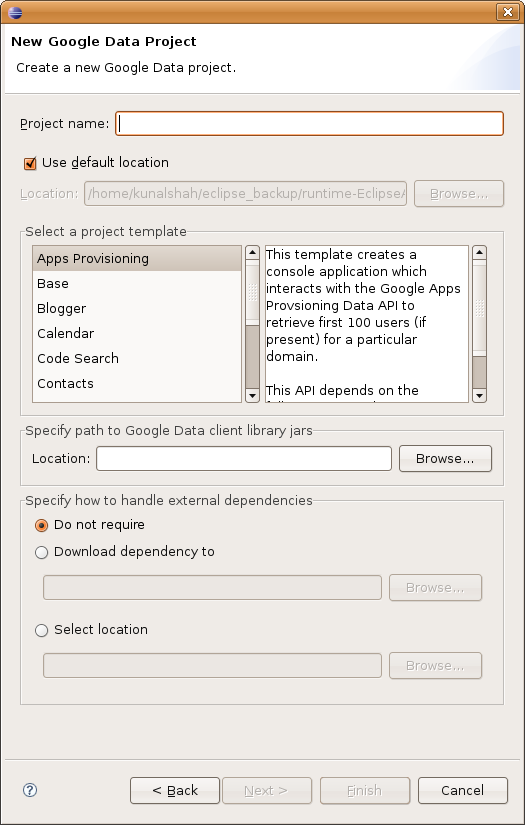 New Google Data Project
Create a new Google Data project.
Project name:
Use default location
Location: /home/kunalshah/eclipse_backup/runtime-Eclipse Browse...
Select a project template
Apps Provisioning
Base
Blogger
Calendar
Code Search
Contacts
This template creates a
console application which
interacts with the Google Apps
Provsioning Data API to
retrieve first 100 users (if
present) for a particular
domain.
This API depends on the
Specify path to Google Data client library jars
Location: Browse...
Specify how to handle external dependencies
Do not require
Download dependency to
Browse...
Select location
Browse...
? < Back Next > Finish Cancel